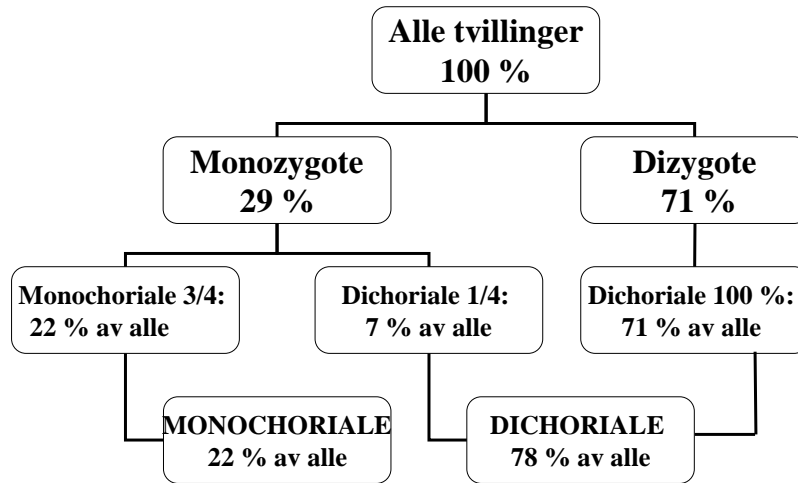 Alle tvillinger
100 %
Monozygote
29 %
Dizygote
71 %
Monochoriale 3/4:
22 % av alle
Dichoriale 1/4:
7 % av alle
Dichoriale 100 %:
71 % av alle
MONOCHORIALE
22 % av alle
DICHORIALE
78 % av alle